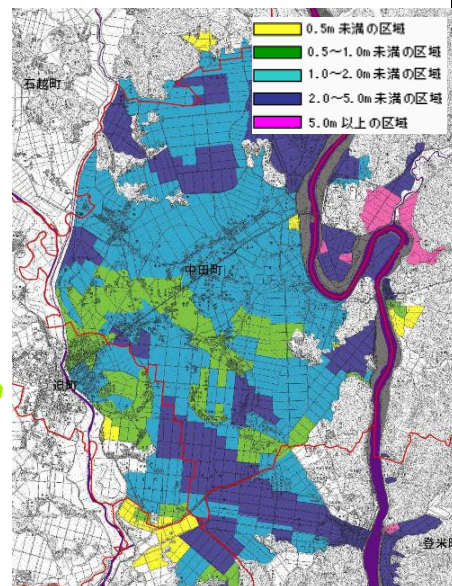 0.5m 未満の区域
0.5～1.0m 未満の区域
1.0～2.0m 未満の区域
2.0～5.0m 未満の区域
5.0m 以上の区域
石越町
中田町
迫町
登米町